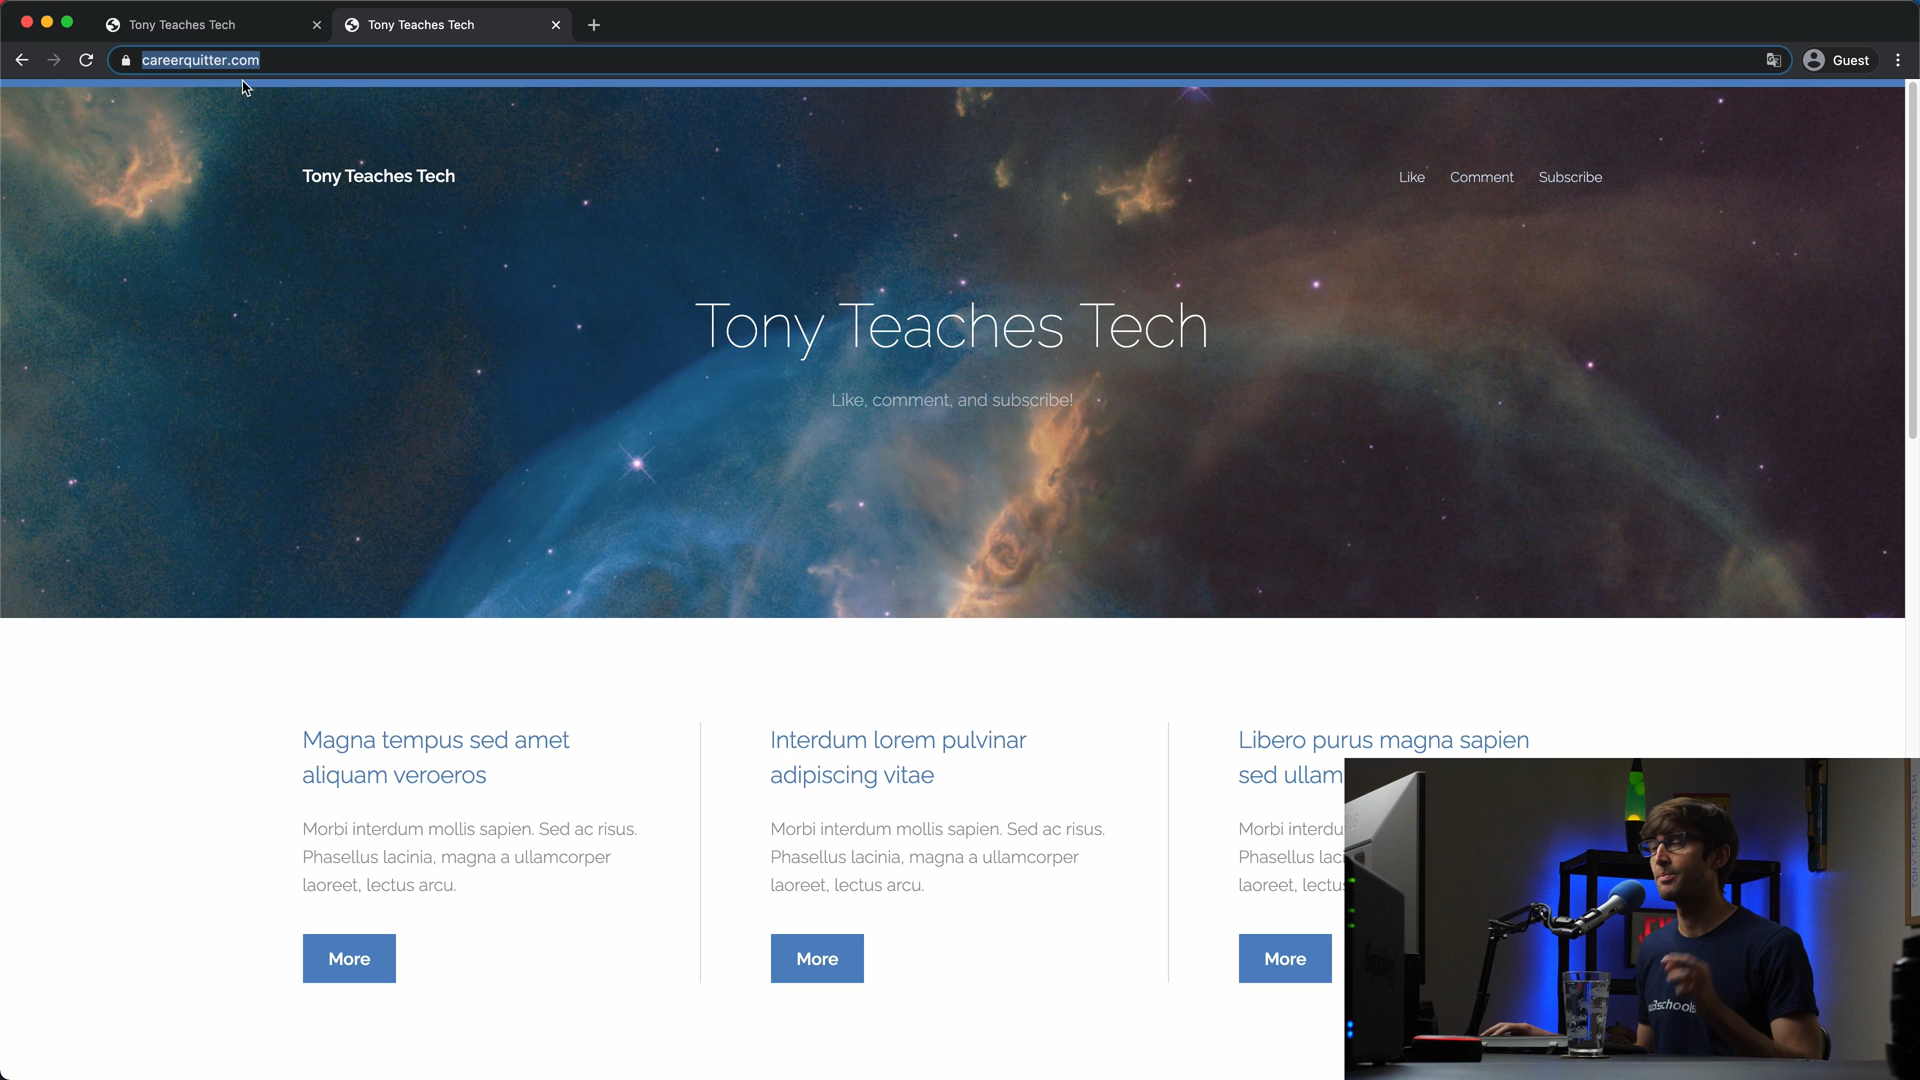 Tony Teaches Tech
Tony Teaches Tech
careerquitter.com
Guest
Tony Teaches Tech
Like
Comment
Subscribe
Tony Teaches Tech
Like, comment, and subscribe!
Magna tempus sed amet
aliquam veroeros
Morbi interdum mollis sapien. Sed ac risus.
Phasellus lacinia, magna a ullamcorper
laoreet, lectus arcu.
More
Interdum lorem pulvinar
adipiscing vitae
Morbi interdum mollis sapien. Sed ac risus.
Phasellus lacinia, magna a ullamcorper
laoreet, lectus arcu.
More
Libero purus magna sapien
sed ullam
Morbi interdu
Phasellus lac
laoreet, lectu
More
w3schools